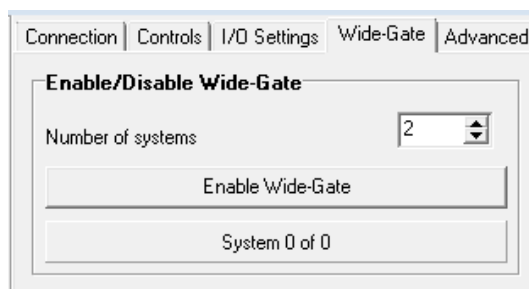 Connection Controls I/O Settings Wide-Gate Advanced
Enable/Disable Wide-Gate
Number of systems 2
Enable Wide-Gate
System 0 of 0